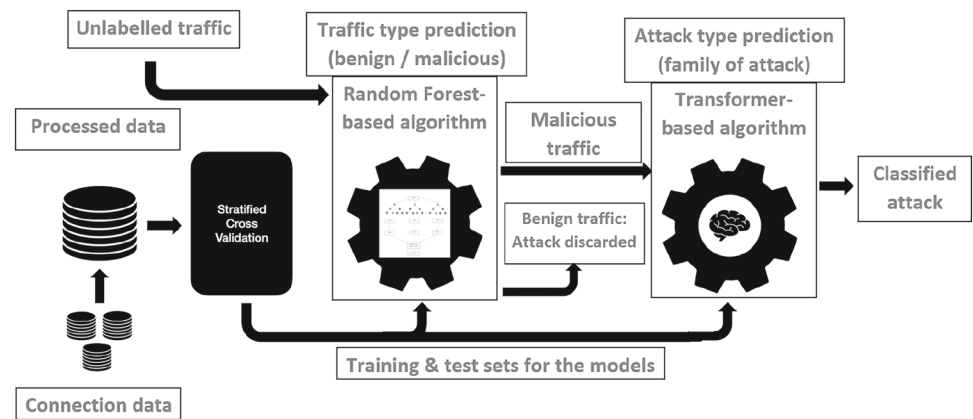 Unlabelled traffic
Traffic type prediction
(benign / malicious)
Attack type prediction
(family of attack)
Processed data
Random Forest-
based algorithm
Malicious
traffic
Transformer-
based algorithm
Classified
attack
Stratified
Cross
Validation
Benign traffic:
Attack discarded
Training & test sets for the models
Connection data